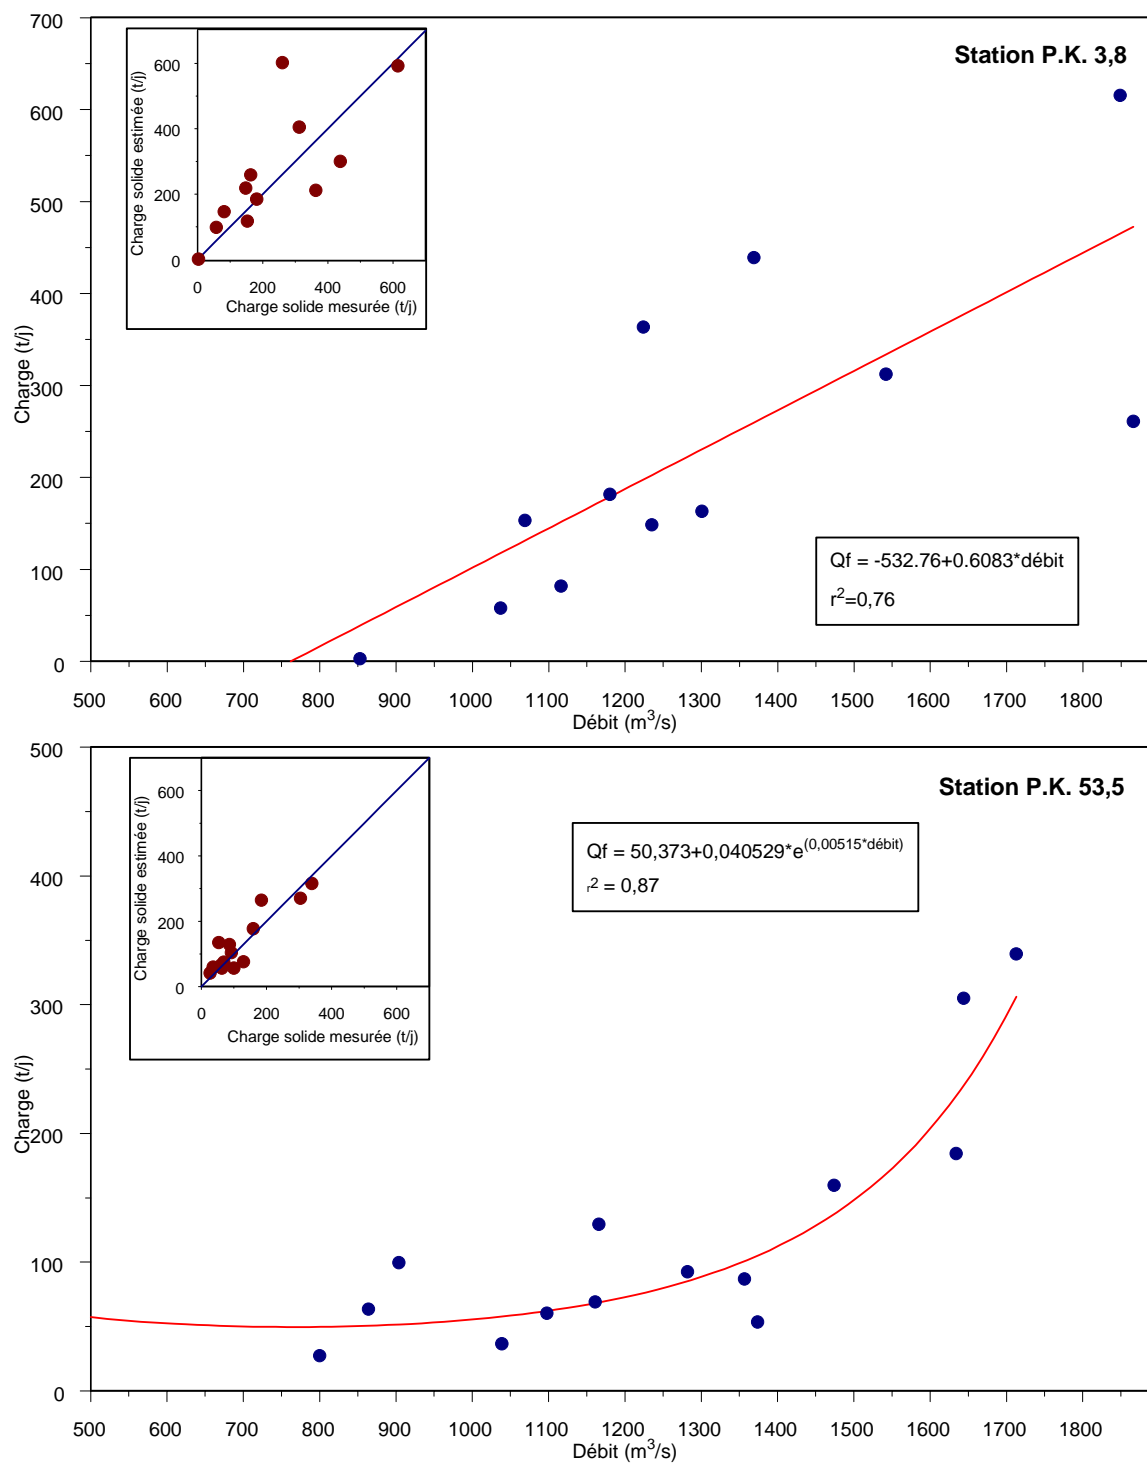 Station P.K. 3,8
Charge (t/j)
700
600
500
400
300
200
100
0
Charge solide estimée (t/j)
600
400
200
0
0 200 400 600
Charge solide mesurée (t/j)
Qf = -532.76+0.6083*débit
r²=0,76
500 600 700 800 900 1000 1100 1200 1300 1400 1500 1600 1700 1800
Débit (m³/s)
Station P.K. 53,5
Charge (t/j)
500
400
300
200
100
0
Charge solide estimée (t/j)
600
400
200
0
0 200 400 600
Charge solide mesurée (t/j)
Qf = 50,373+0,040529*e^(0,00515*débit)
r² = 0,87
500 600 700 800 900 1000 1100 1200 1300 1400 1500 1600 1700 1800
Débit (m³/s)